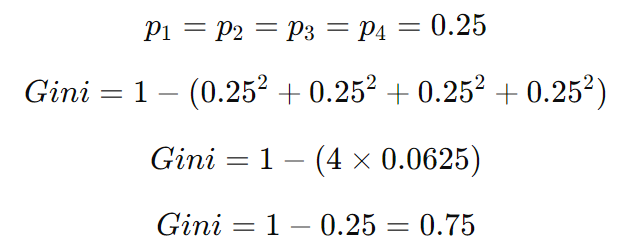 p₁ = p₂ = p₃ = p₄ = 0.25
Gini = 1 − (0.25² + 0.25² + 0.25² + 0.25²)
Gini = 1 − (4 × 0.0625)
Gini = 1 − 0.25 = 0.75